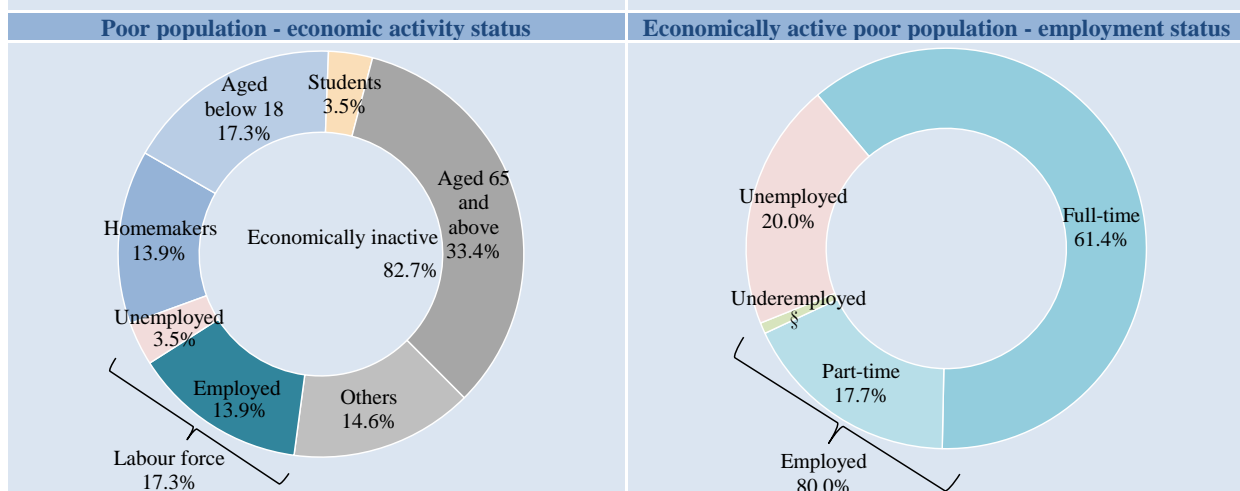 Poor population - economic activity status
Aged
below 18
17.3%
Students
3.5%
Aged 65
and
above
33.4%
Homemakers
13.9%
Economically inactive
82.7%
Unemployed
3.5%
Employed
13.9%
Others
14.6%
Labour force
17.3%
Economically active poor population - employment status
Unemployed
20.0%
Full-time
61.4%
Underemployed
§
Part-time
17.7%
Employed
80.0%